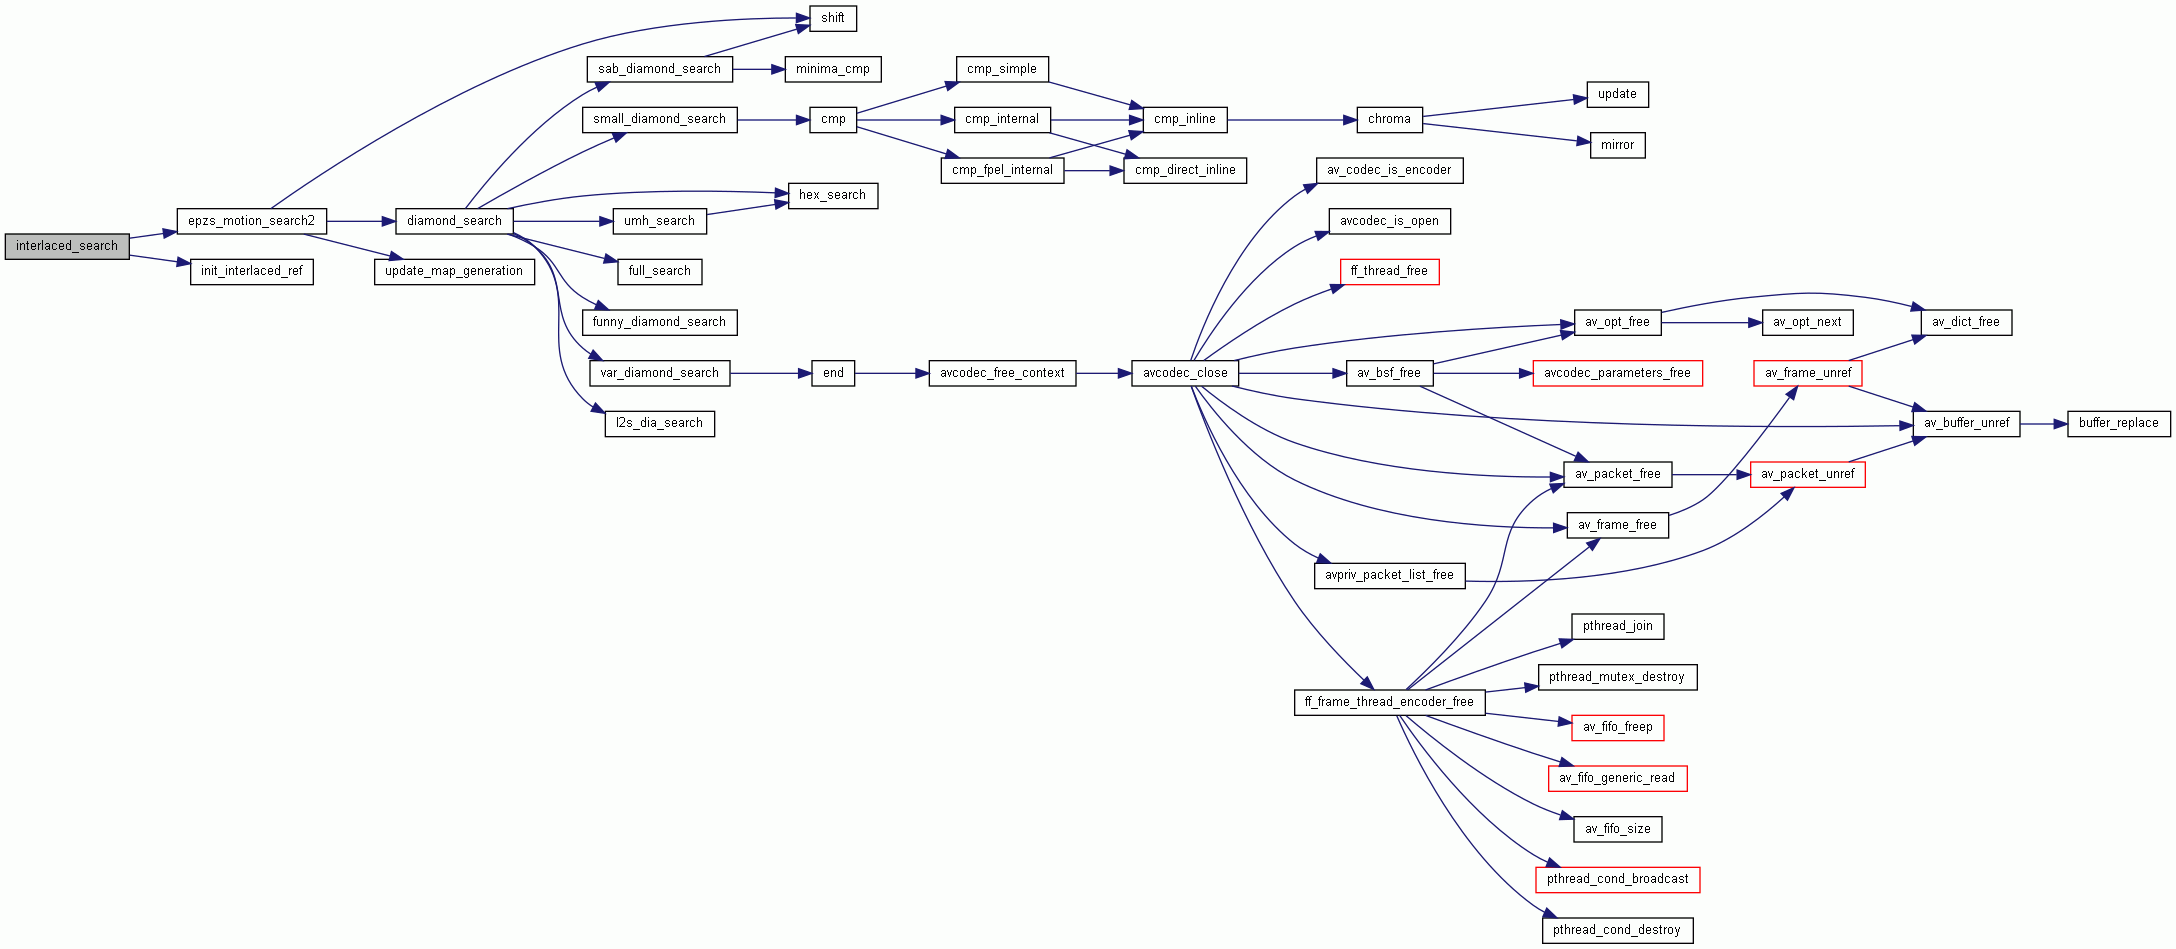 shift
sab_diamond_search
minima_cmp
cmp_simple
update
small_diamond_search
cmp
cmp_internal
cmp_inline
chroma
mirror
cmp_fpel_internal
cmp_direct_inline
av_codec_is_encoder
hex_search
epzs_motion_search2
diamond_search
umh_search
avcodec_is_open
interlaced_search
init_interlaced_ref
update_map_generation
full_search
ff_thread_free
funny_diamond_search
av_opt_free
av_opt_next
av_dict_free
var_diamond_search
end
avcodec_free_context
avcodec_close
av_bsf_free
avcodec_parameters_free
av_frame_unref
l2s_dia_search
av_buffer_unref
buffer_replace
av_packet_free
av_packet_unref
av_frame_free
avpriv_packet_list_free
pthread_join
pthread_mutex_destroy
ff_frame_thread_encoder_free
av_fifo_freep
av_fifo_generic_read
av_fifo_size
pthread_cond_broadcast
pthread_cond_destroy